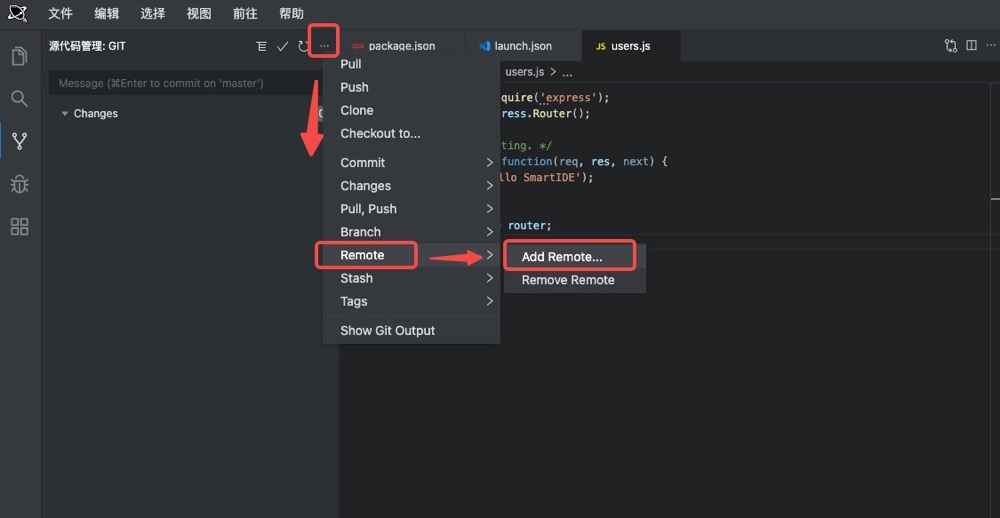 文件 编辑 选择 视图 前往 帮助
源代码管理: GIT
package.json
launch.json
JS users.js
Message (⌘Enter to commit on 'master')
Changes
Pull
Push
Clone
Checkout to...
Commit
Changes
Pull, Push
Branch
Remote
Stash
Tags
Show Git Output
Add Remote...
Remove Remote
users.js > ...
quire('express');
ress.Router();
ting. */
function(req, res, next) {
llo SmartIDE');
router;